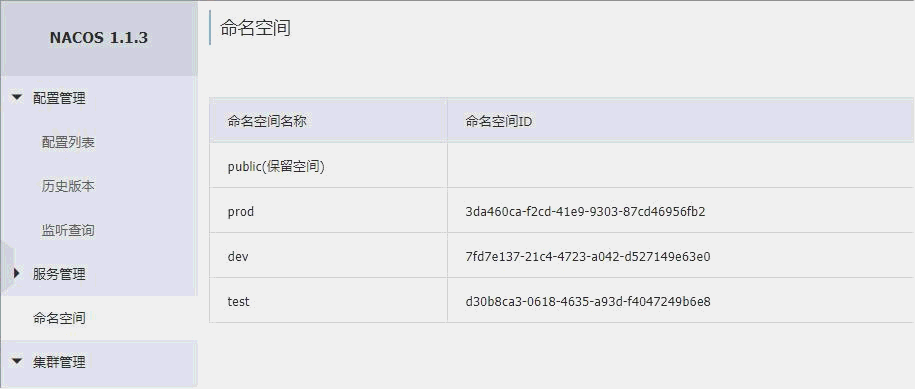 NACOS 1.1.3
配置管理
配置列表
历史版本
监听查询
服务管理
命名空间
集群管理
命名空间
命名空间名称 命名空间ID
public(保留空间)
prod 3da460ca-f2cd-41e9-9303-87cd46956fb2
dev 7fd7e137-21c4-4723-a042-d527149e63e0
test d30b8ca3-0618-4635-a93d-f4047249b6e8